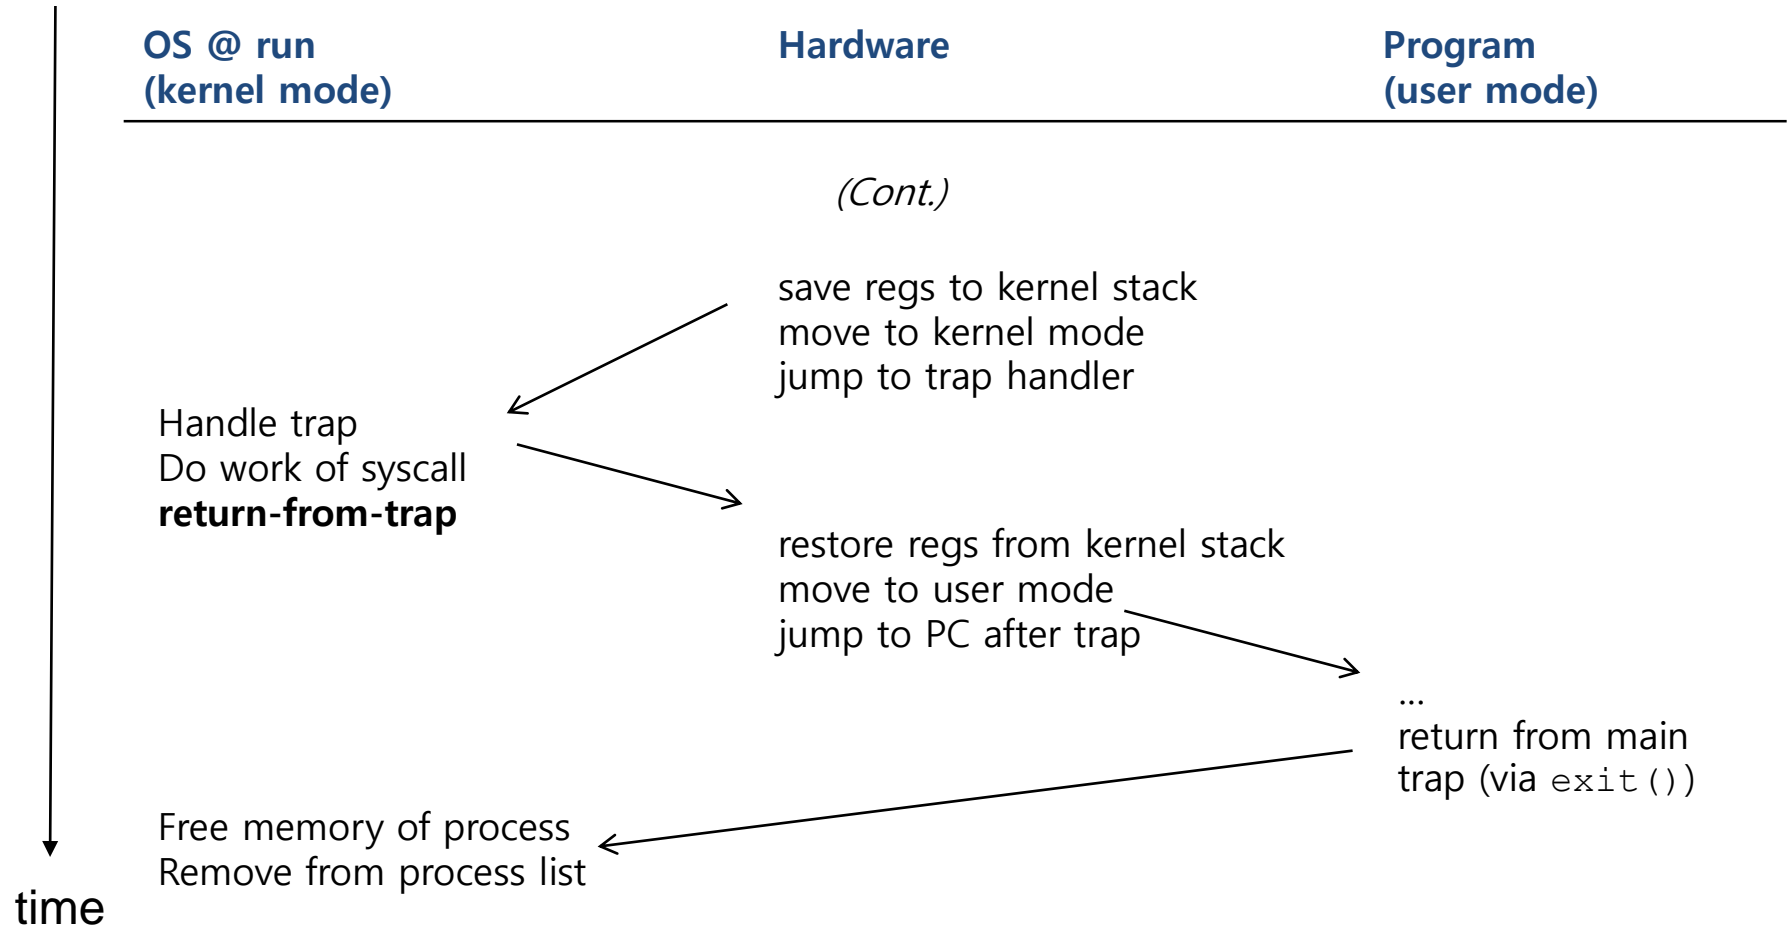 OS @ run
(kernel mode)
Hardware
Program
(user mode)
(Cont.)
save regs to kernel stack
move to kernel mode
jump to trap handler
Handle trap
Do work of syscall
return-from-trap
restore regs from kernel stack
move to user mode
jump to PC after trap
...
return from main
trap (via exit())
Free memory of process
Remove from process list
time